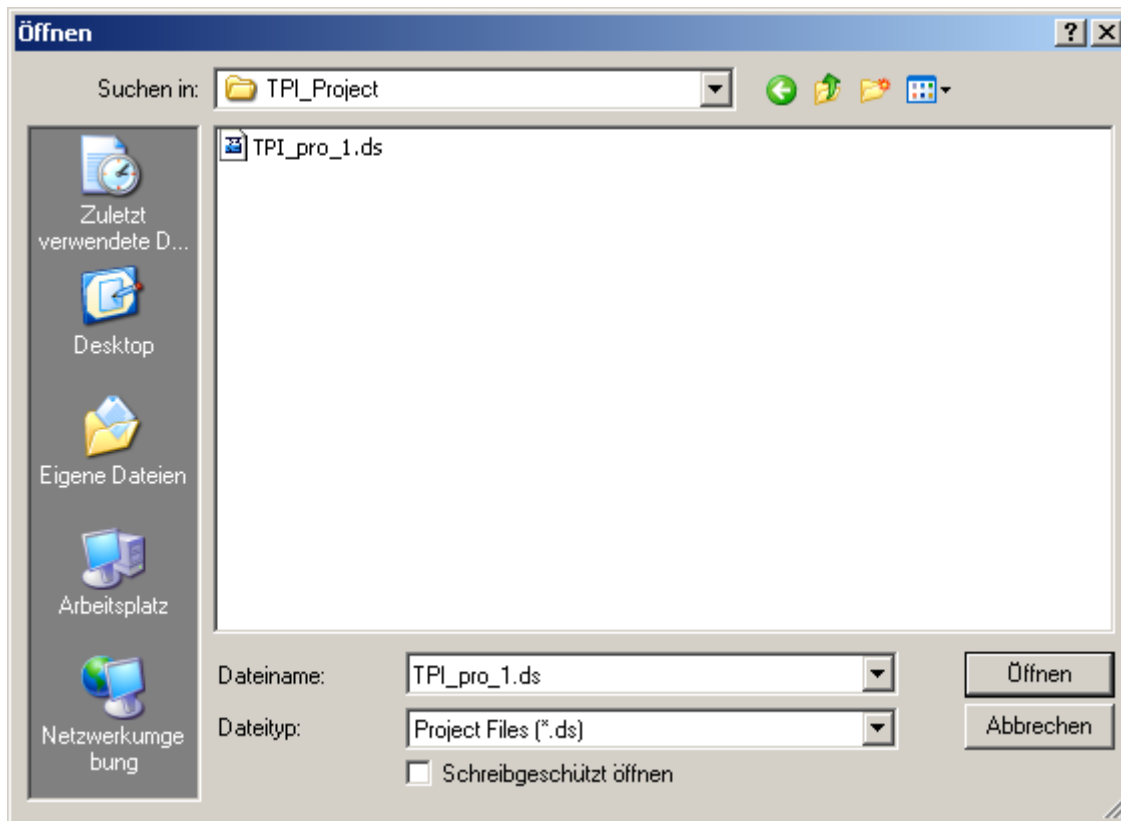 Öffnen
Suchen in:
TPI_Project
Zuletzt
verwendete D...
Desktop
Eigene Dateien
Arbeitsplatz
Netzwerkumge
bung
TPI_pro_1.ds
Dateiname:
TPI_pro_1.ds
Öffnen
Dateityp:
Project Files (*.ds)
Abbrechen
Schreibgeschützt öffnen